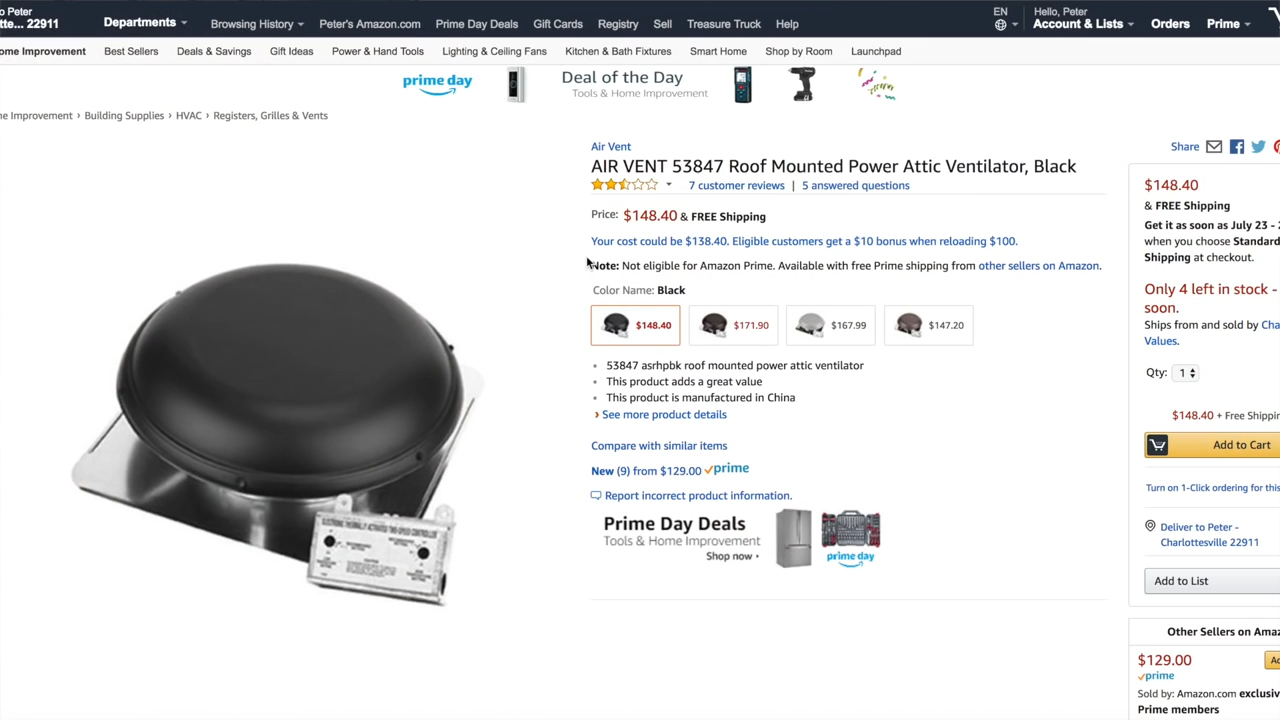 o Peter
tte... 22911
Departments
Browsing History
Peter's Amazon.com
Prime Day Deals
Gift Cards
Registry
Sell
Treasure Truck
Help
EN
Hello, Peter
Account & Lists
Orders
Prime
ome Improvement
Best Sellers
Deals & Savings
Gift Ideas
Power & Hand Tools
Lighting & Ceiling Fans
Kitchen & Bath Fixtures
Smart Home
Shop by Room
Launchpad
prime day
Deal of the Day
Tools & Home Improvement
ne Improvement › Building Supplies › HVAC › Registers, Grilles & Vents
Air Vent
AIR VENT 53847 Roof Mounted Power Attic Ventilator, Black
7 customer reviews | 5 answered questions
Price: $148.40 & FREE Shipping
Your cost could be $138.40. Eligible customers get a $10 bonus when reloading $100.
Note: Not eligible for Amazon Prime. Available with free Prime shipping from other sellers on Amazon.
Color Name: Black
$148.40
$171.90
$167.99
$147.20
• 53847 asrhpbk roof mounted power attic ventilator
• This product adds a great value
• This product is manufactured in China
› See more product details
Compare with similar items
New (9) from $129.00 prime
Report incorrect product information.
Prime Day Deals
Tools & Home Improvement
Shop now
prime day
Share
$148.40
& FREE Shipping
Get it as soon as July 23 - 2
when you choose Standard
Shipping at checkout.
Only 4 left in stock -
soon.
Ships from and sold by Cha
Values.
Qty: 1
$148.40 + Free Shippin
Add to Cart
Turn on 1-Click ordering for this
Deliver to Peter -
Charlottesville 22911
Add to List
Other Sellers on Amaz
$129.00
prime
Sold by: Amazon.com exclusiv
Prime members